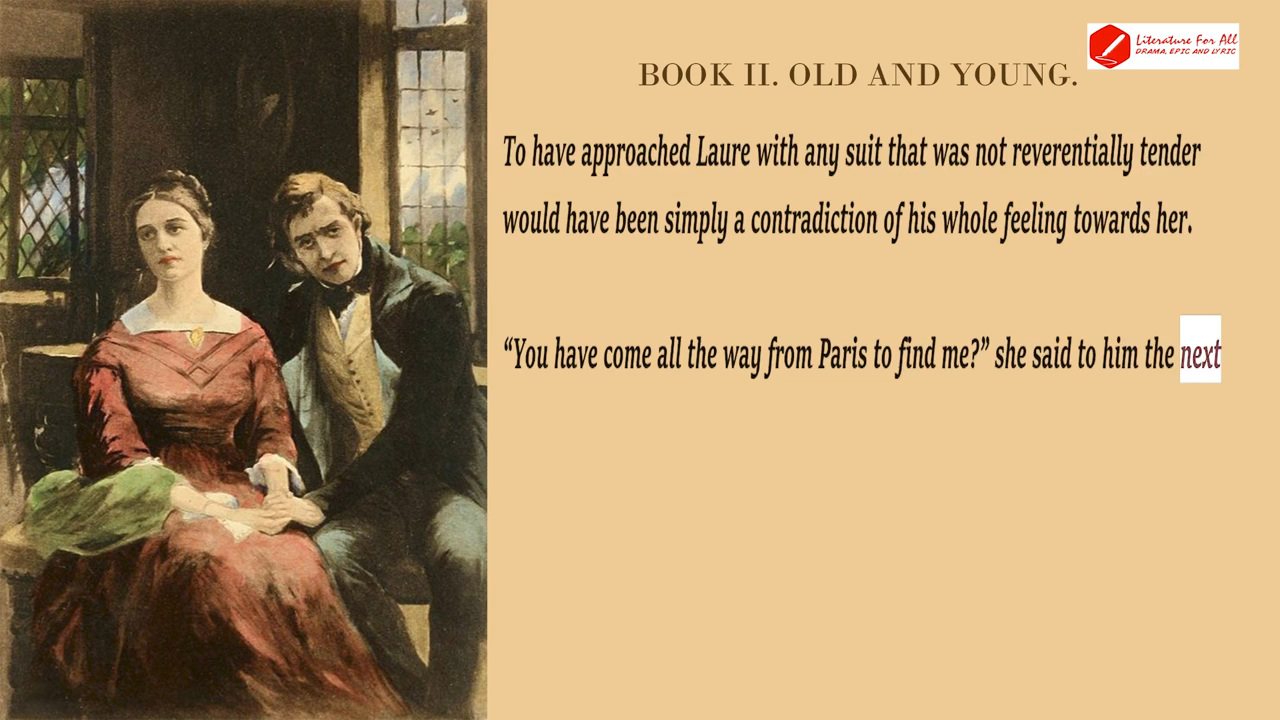 Literature For All
DRAMA, EPIC AND LYRIC
BOOK II. OLD AND YOUNG.
To have approached Laure with any suit that was not reverentially tender
would have been simply a contradiction of his whole feeling towards her.
“You have come all the way from Paris to find me?” she said to him the next